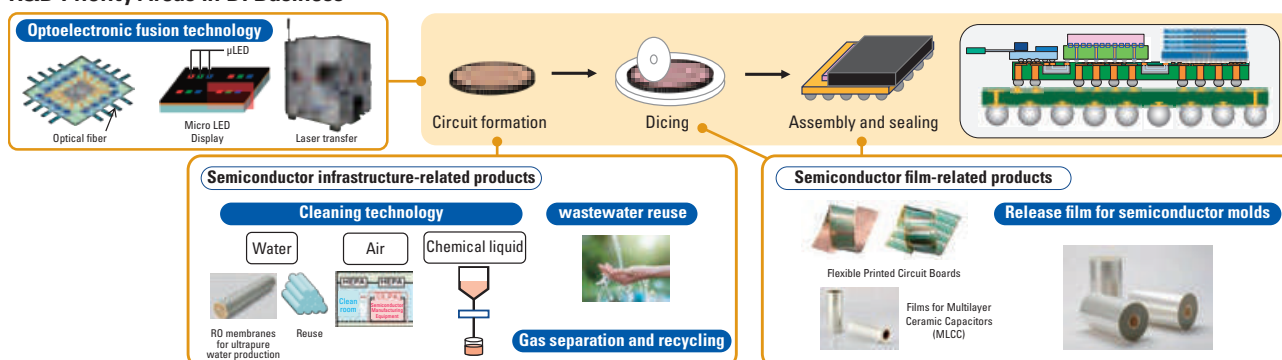 Optoelectronic fusion technology
µLED
Optical fiber
Micro LED
Display
Laser transfer
Circuit formation
Dicing
Assembly and sealing
Semiconductor infrastructure-related products
Cleaning technology
Water
Air
Chemical liquid
RO membranes
for ultrapure
water production
Reuse
HEPA
HEPA
Clean
room
Semiconductor
Manufacturing
Equipment
wastewater reuse
Gas separation and recycling
Semiconductor film-related products
Flexible Printed Circuit Boards
Films for Multilayer
Ceramic Capacitors
(MLCC)
Release film for semiconductor molds